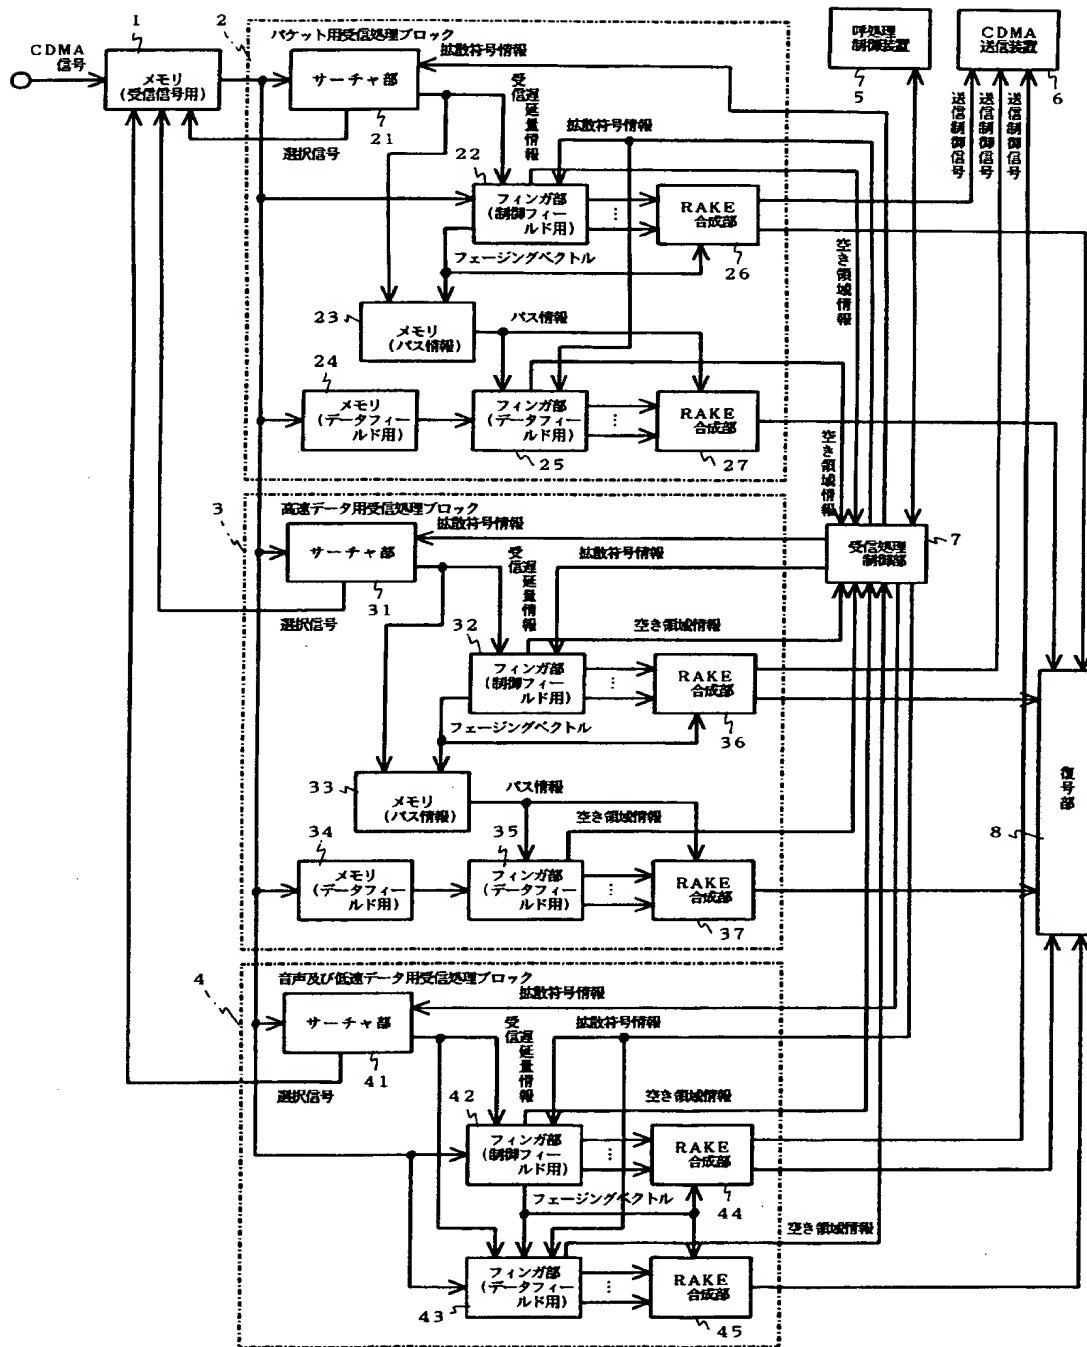 CDMA
信号
1
メモリ
(受信信号用)
2
パケット用受信処理ブロック
サーチャ部
21
選択信号
拡散符号情報
受信遅延量情報
拡散符号情報
22
フィンガ部
(制御フィー
ルド用)
RAKE
合成部
26
フェージングベクトル
23
メモリ
(パス情報)
パス情報
24
メモリ
(データフィー
ルド用)
フィンガ部
(データフィー
ルド用)
25
RAKE
合成部
27
呼処理
制御装置
5
CDMA
送信装置
6
送信制御信号
送信制御信号
送信制御信号
空き領域情報
空き領域情報
受信処理
制御部
7
3
高速データ用受信処理ブロック
サーチャ部
31
選択信号
拡散符号情報
受信遅延量情報
拡散符号情報
空き領域情報
32
フィンガ部
(制御フィー
ルド用)
RAKE
合成部
36
フェージングベクトル
33
メモリ
(パス情報)
パス情報
空き領域情報
34
メモリ
(データフィー
ルド用)
35
フィンガ部
(データフィー
ルド用)
RAKE
合成部
37
復号部
8
4
音声及び低速データ用受信処理ブロック
サーチャ部
41
選択信号
拡散符号情報
受信遅延量情報
拡散符号情報
空き領域情報
42
フィンガ部
(制御フィー
ルド用)
RAKE
合成部
44
フェージングベクトル
空き領域情報
フィンガ部
(データフィー
ルド用)
43
RAKE
合成部
45